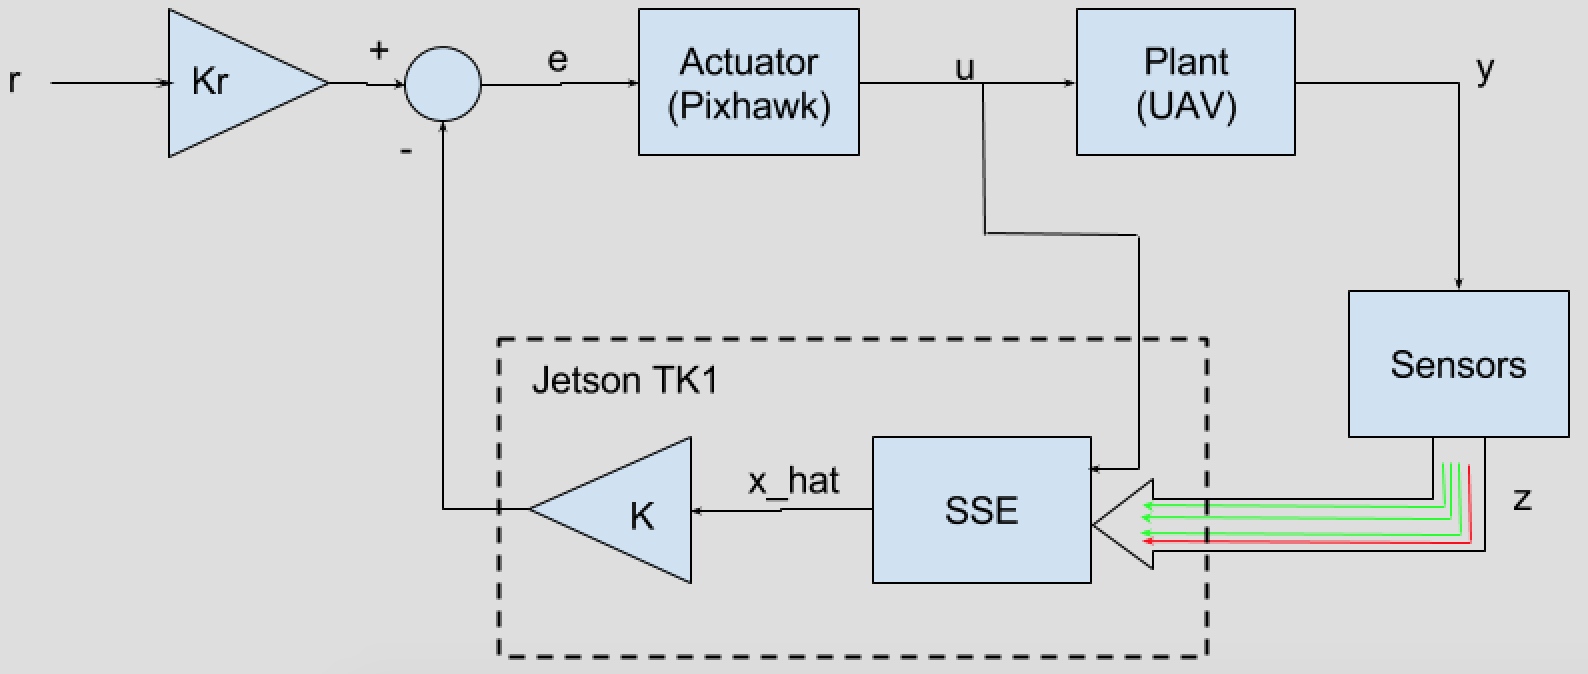 r
Kr
+
-
e
Actuator
(Pixhawk)
u
Plant
(UAV)
y
Sensors
z
Jetson TK1
SSE
x_hat
K